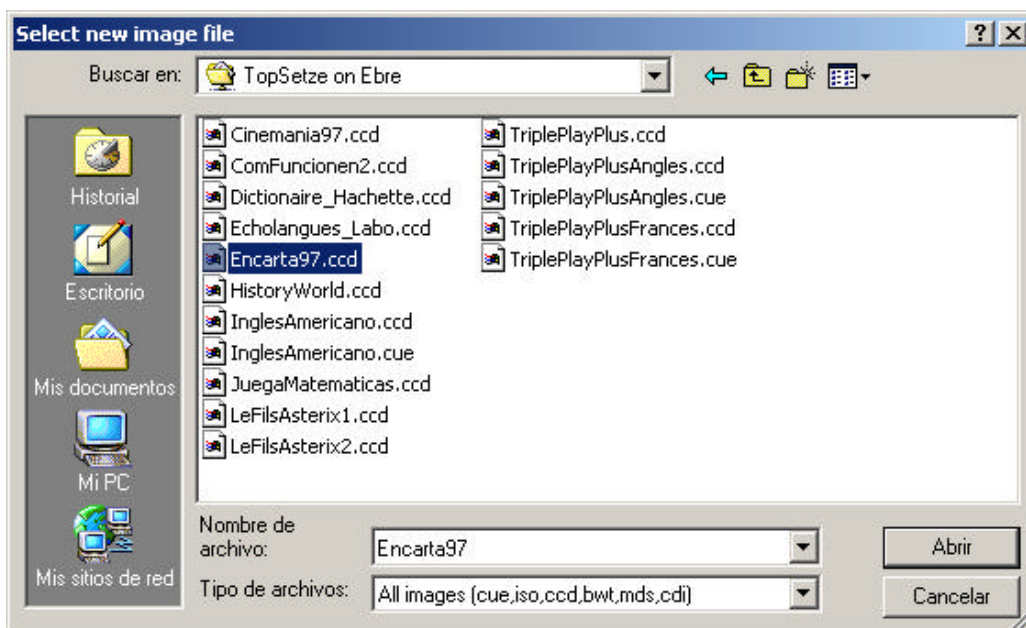 Select new image file
Buscar en:
TopSetze on Ebre
Historial
Escritorio
Mis documentos
Mi PC
Mis sitios de red
Cinemania97.ccd
ComFuncionen2.ccd
Dictionaire_Hachette.ccd
Echolangues_Labo.ccd
Encarta97.ccd
HistoryWorld.ccd
InglesAmericano.ccd
InglesAmericano.cue
JuegaMatematicas.ccd
LeFilsAsterix1.ccd
LeFilsAsterix2.ccd
TriplePlayPlus.ccd
TriplePlayPlusAngles.ccd
TriplePlayPlusAngles.cue
TriplePlayPlusFrances.ccd
TriplePlayPlusFrances.cue
Nombre de
archivo:
Encarta97
Abrir
Tipo de archivos:
All images (cue,iso,ccd,bwt,mds,cdi)
Cancelar